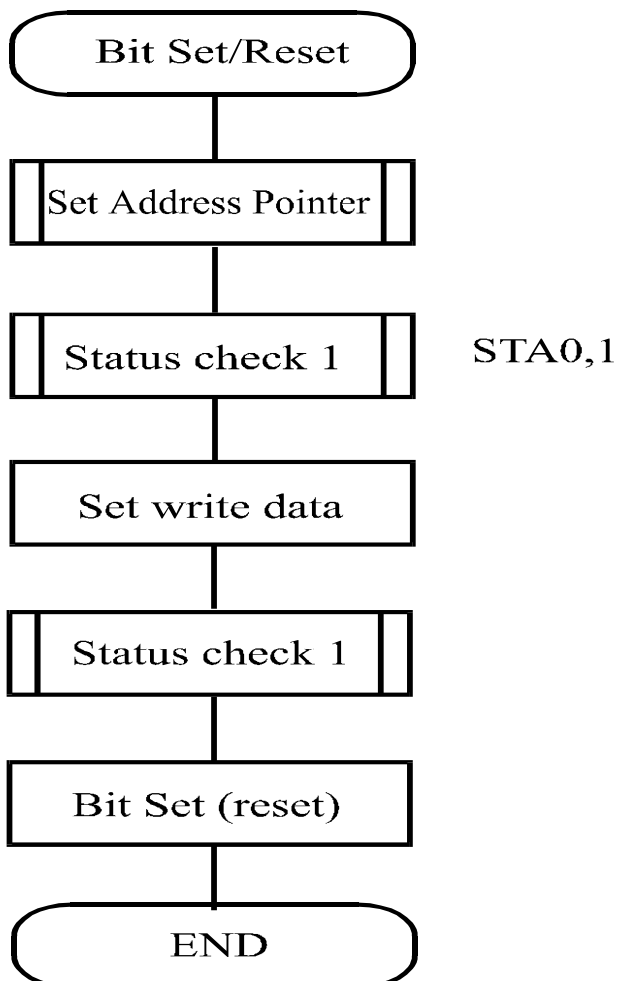 Bit Set/Reset
Set Address Pointer
Status check 1
STA0,1
Set write data
Status check 1
Bit Set (reset)
END